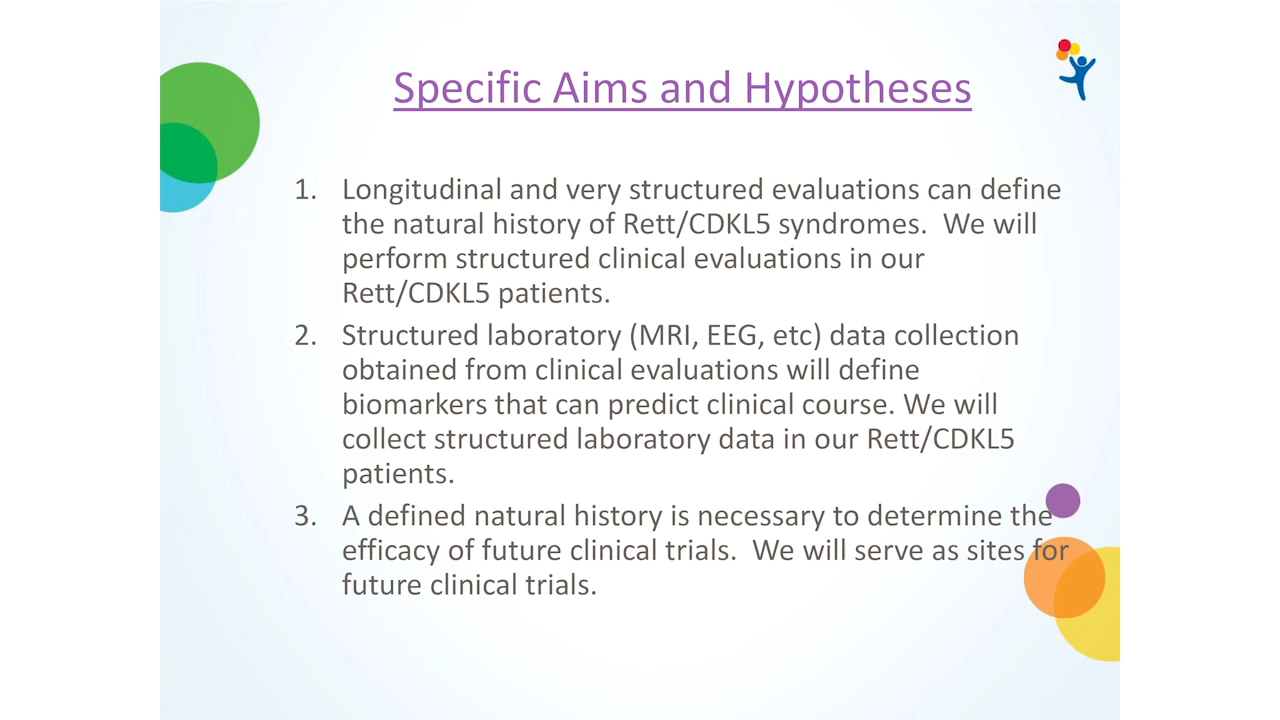 Specific Aims and Hypotheses
1. Longitudinal and very structured evaluations can define
the natural history of Rett/CDKL5 syndromes.  We will
perform structured clinical evaluations in our
Rett/CDKL5 patients.
2. Structured laboratory (MRI, EEG, etc) data collection
obtained from clinical evaluations will define
biomarkers that can predict clinical course. We will
collect structured laboratory data in our Rett/CDKL5
patients.
3. A defined natural history is necessary to determine the
efficacy of future clinical trials.  We will serve as sites for
future clinical trials.